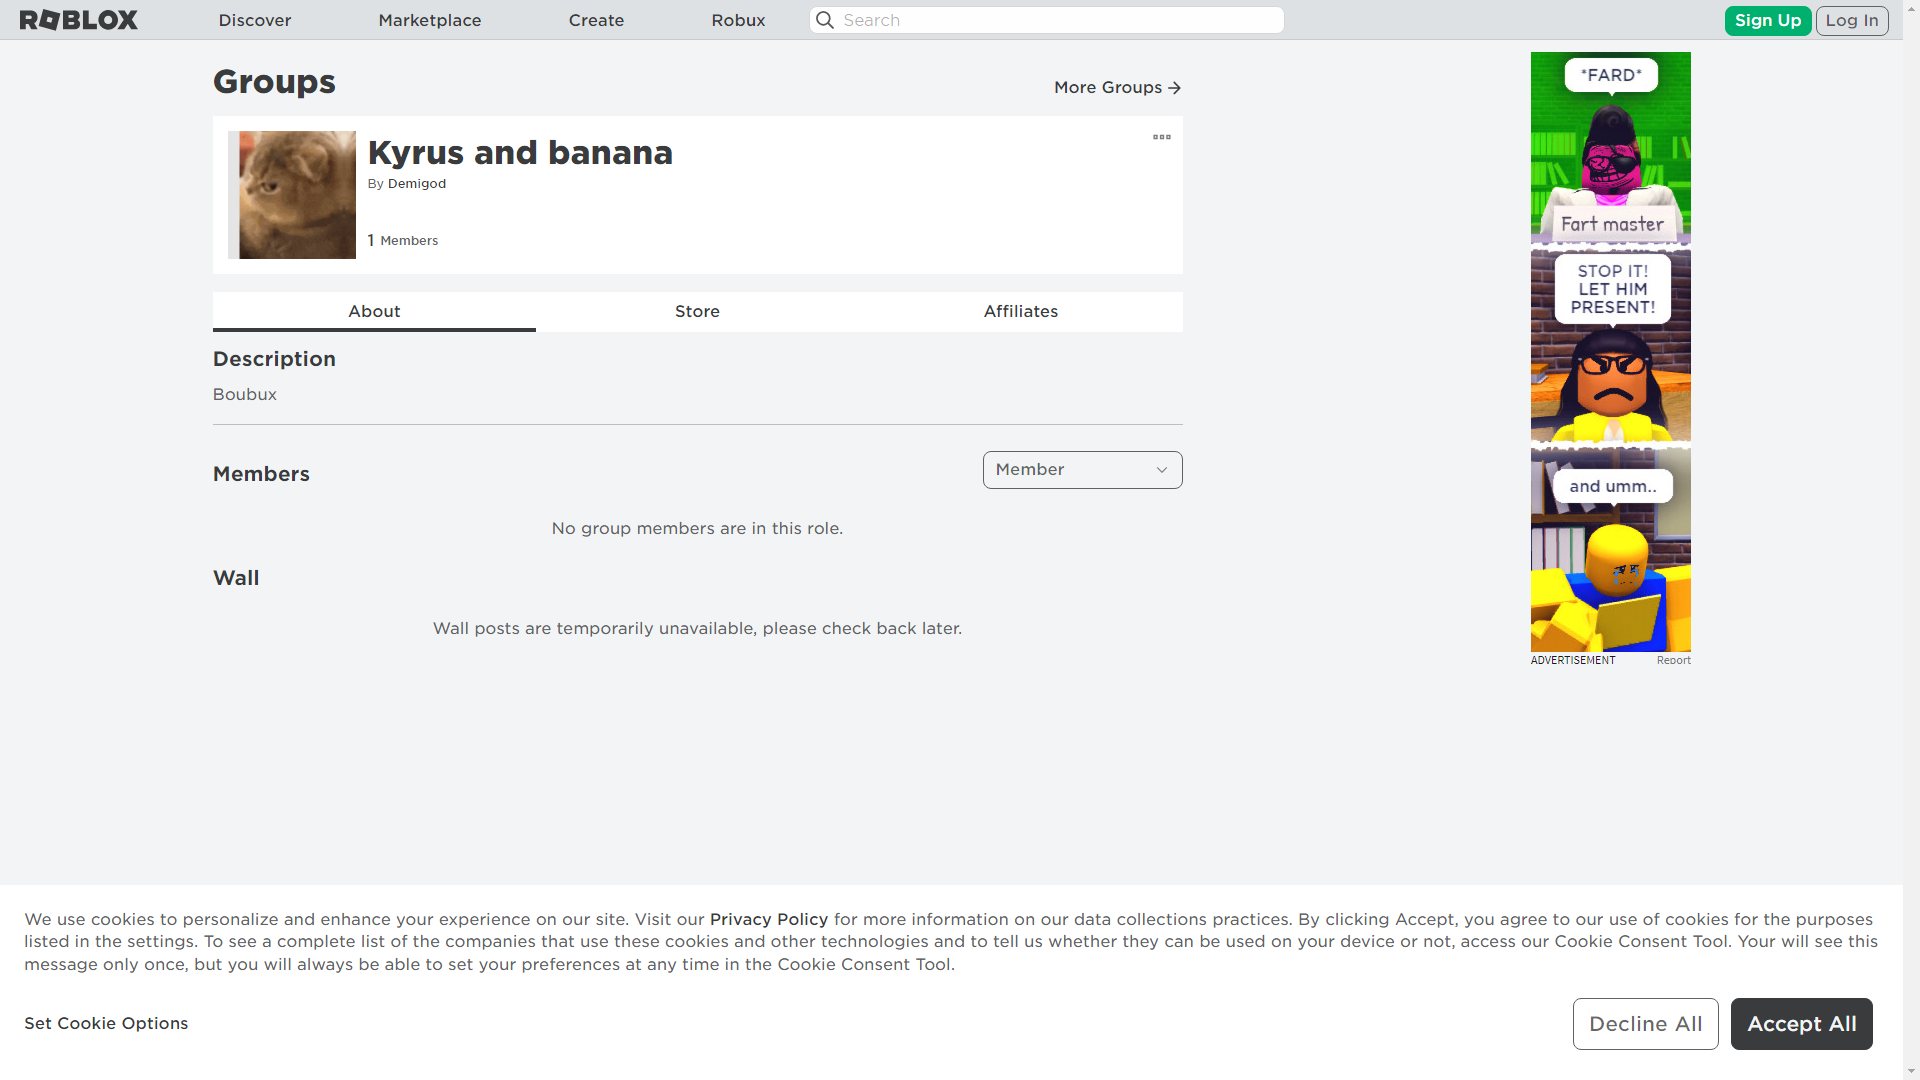 ROBLOX
Discover
Marketplace
Create
Robux
Search
Sign Up
Log In
Groups
More Groups
Kyrus and banana
By Demigod
1 Members
About
Store
Affiliates
Description
Boubux
Members
Member
No group members are in this role.
Wall
Wall posts are temporarily unavailable, please check back later.
*FARD*
Fart master
STOP IT!
LET HIM
PRESENT!
and umm..
ADVERTISEMENT
Report
We use cookies to personalize and enhance your experience on our site. Visit our Privacy Policy for more information on our data collections practices. By clicking Accept, you agree to our use of cookies for the purposes
listed in the settings. To see a complete list of the companies that use these cookies and other technologies and to tell us whether they can be used on your device or not, access our Cookie Consent Tool. Your will see this
message only once, but you will always be able to set your preferences at any time in the Cookie Consent Tool.
Set Cookie Options
Decline All
Accept All